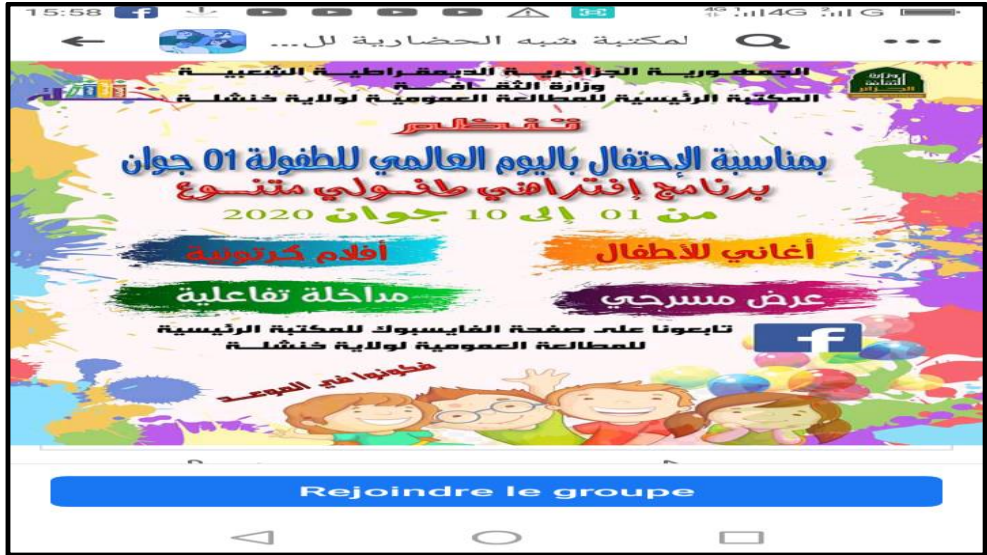 15:58
4G 4G 2 G
لمكتبة شبه الحضارية لل...
الجمهورية الجزائرية الديمقراطية الشعبية
وزارة الثقافة
المكتبة الرئيسية للمطالعة العمومية لولاية خنشلة
تنظم
بمناسبة الإحتفال باليوم العالمي للطفولة 01 جوان
برنامج إفتراضي طفولي متنوع
من 01 إلى 10 جوان 2020
أغاني للأطفال
أفلام كرتونية
عرض مسرحي
مداخلة تفاعلية
تابعونا على صفحة الفايسبوك للمكتبة الرئيسية
للمطالعة العمومية لولاية خنشلة
فكونوا في الموعد
Rejoindre le groupe